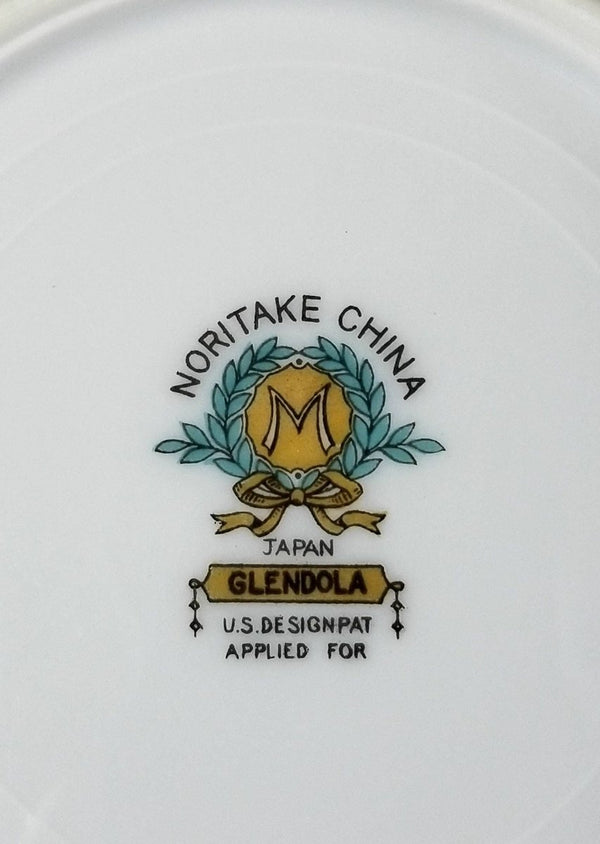 NORITAKE CHINA
M
JAPAN
GLENDOLA
U.S.DESIGNPAT
APPLIED FOR